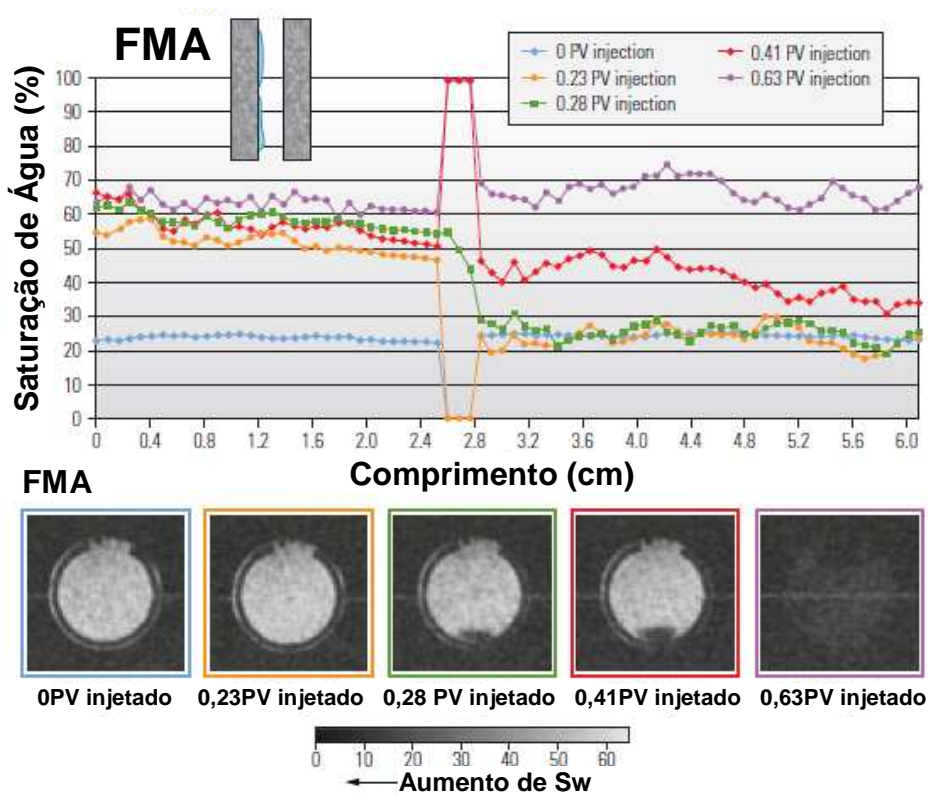 FMA
0 PV injection
0.41 PV injection
0.23 PV injection
0.63 PV injection
0.28 PV injection
Saturação de Água (%)
100
90
80
70
60
50
40
30
20
10
0
0 0.4 0.8 1.2 1.6 2.0 2.4 2.8 3.2 3.6 4.0 4.4 4.8 5.2 5.6 6.0
Comprimento (cm)
FMA
0PV injetado
0,23PV injetado
0,28 PV injetado
0,41PV injetado
0,63PV injetado
0 10 20 30 40 50 60
Aumento de Sw